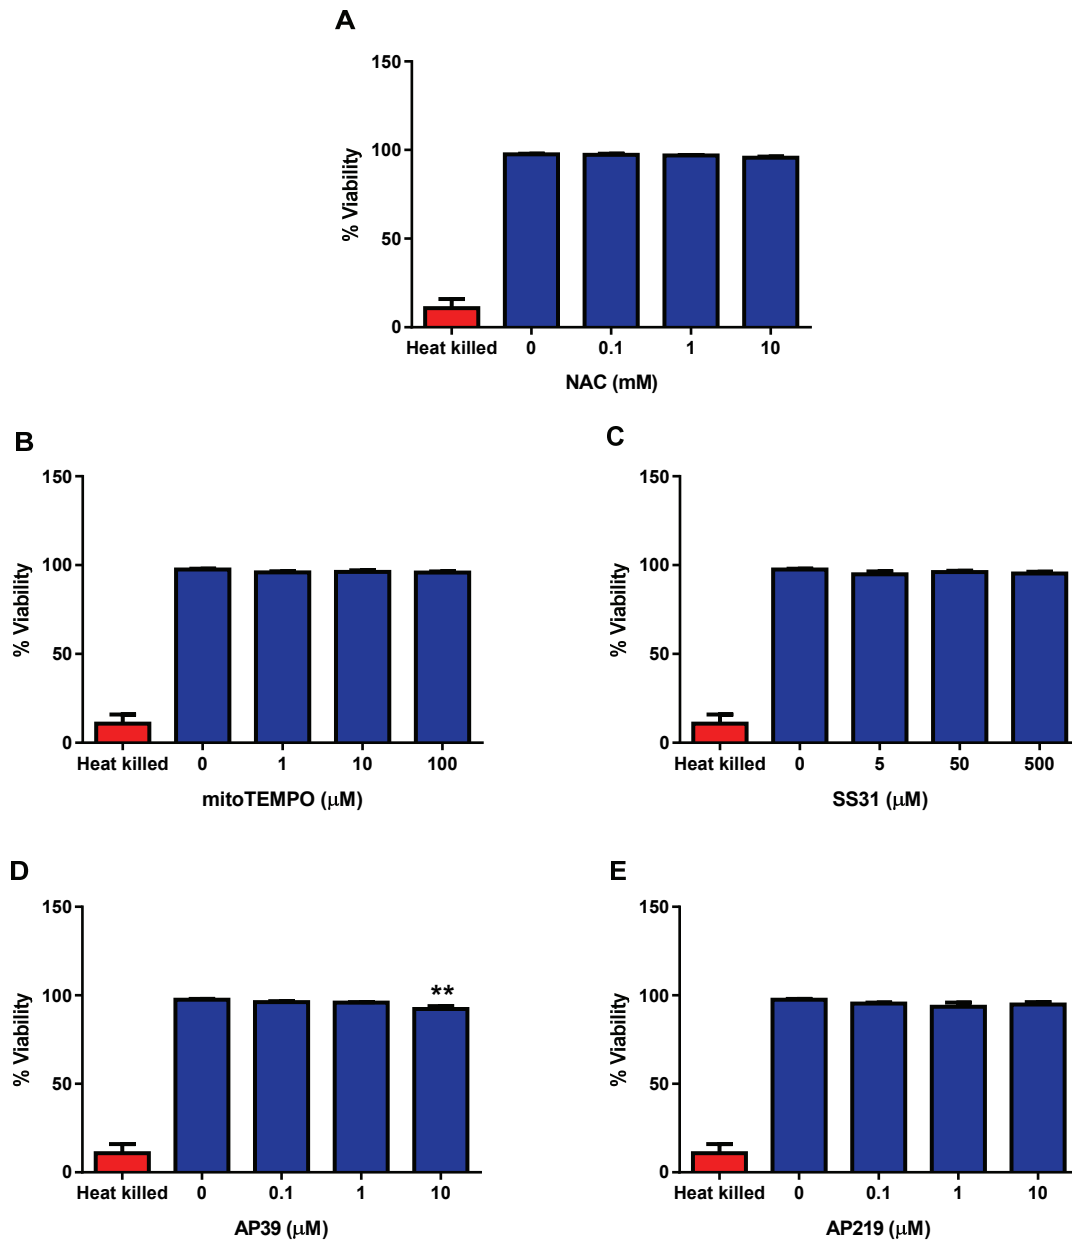 A
150
100
50
0
% Viability
Heat killed 0 0.1 1 10
NAC (mM)
B
150
100
50
0
% Viability
Heat killed 0 1 10 100
mitoTEMPO (μM)
C
150
100
50
0
% Viability
Heat killed 0 5 50 500
SS31 (μM)
D
150
100
50
0
% Viability
**
Heat killed 0 0.1 1 10
AP39 (μM)
E
150
100
50
0
% Viability
Heat killed 0 0.1 1 10
AP219 (μM)